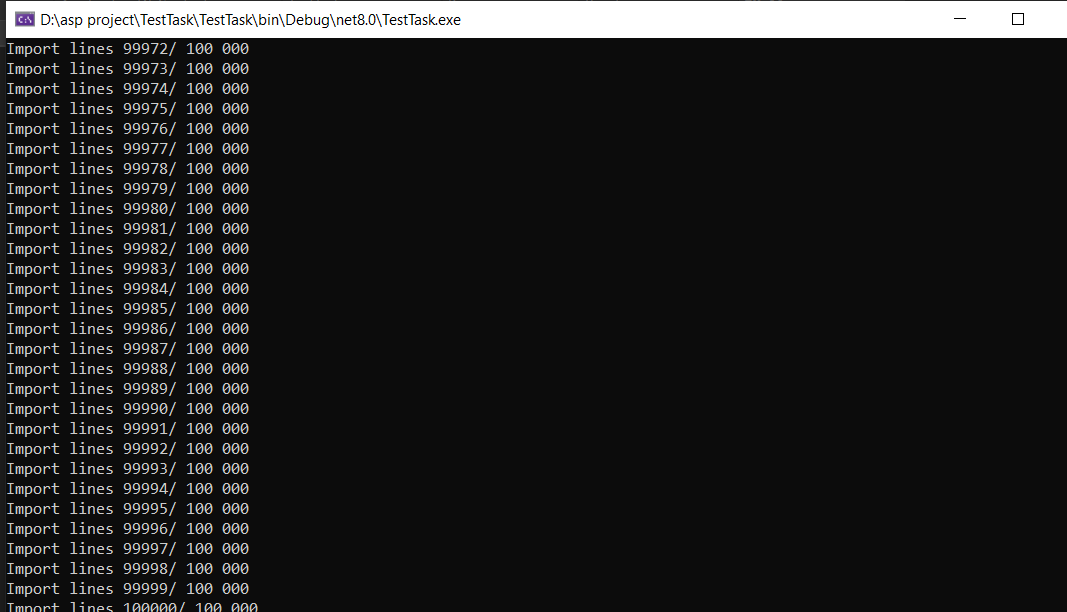 D:\asp project\TestTask\TestTask\bin\Debug\net8.0\TestTask.exe
Import lines 99972/ 100 000
Import lines 99973/ 100 000
Import lines 99974/ 100 000
Import lines 99975/ 100 000
Import lines 99976/ 100 000
Import lines 99977/ 100 000
Import lines 99978/ 100 000
Import lines 99979/ 100 000
Import lines 99980/ 100 000
Import lines 99981/ 100 000
Import lines 99982/ 100 000
Import lines 99983/ 100 000
Import lines 99984/ 100 000
Import lines 99985/ 100 000
Import lines 99986/ 100 000
Import lines 99987/ 100 000
Import lines 99988/ 100 000
Import lines 99989/ 100 000
Import lines 99990/ 100 000
Import lines 99991/ 100 000
Import lines 99992/ 100 000
Import lines 99993/ 100 000
Import lines 99994/ 100 000
Import lines 99995/ 100 000
Import lines 99996/ 100 000
Import lines 99997/ 100 000
Import lines 99998/ 100 000
Import lines 99999/ 100 000
Import lines 100000/ 100 000